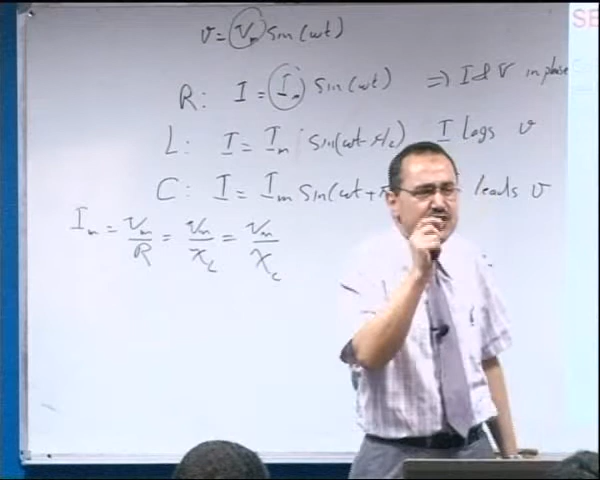 v = Vm sin(ωt)
R: I = Im sin(ωt) ⇒ I & V in phase
L: I = Im sin(ωt - π/2) I lags v
C: I = Im sin(ωt + leads v
Im = Vm/R = Vm/XL = Vm/Xc
SE